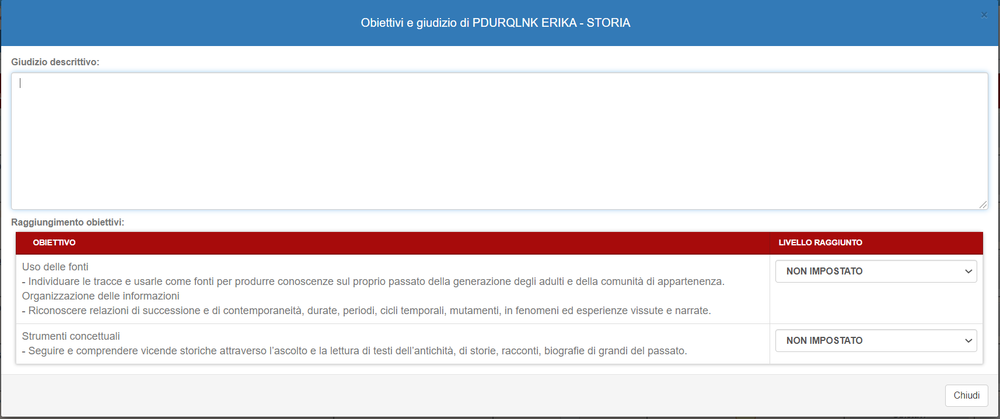 Obiettivi e giudizio di PDURQLNK ERIKA - STORIA
×
Giudizio descrittivo:
Raggiungimento obiettivi:
OBIETTIVO
LIVELLO RAGGIUNTO
Uso delle fonti
- Individuare le tracce e usarle come fonti per produrre conoscenze sul proprio passato della generazione degli adulti e della comunità di appartenenza.
Organizzazione delle informazioni
- Riconoscere relazioni di successione e di contemporaneità, durate, periodi, cicli temporali, mutamenti, in fenomeni ed esperienze vissute e narrate.
NON IMPOSTATO
Strumenti concettuali
- Seguire e comprendere vicende storiche attraverso l’ascolto e la lettura di testi dell’antichità, di storie, racconti, biografie di grandi del passato.
NON IMPOSTATO
Chiudi